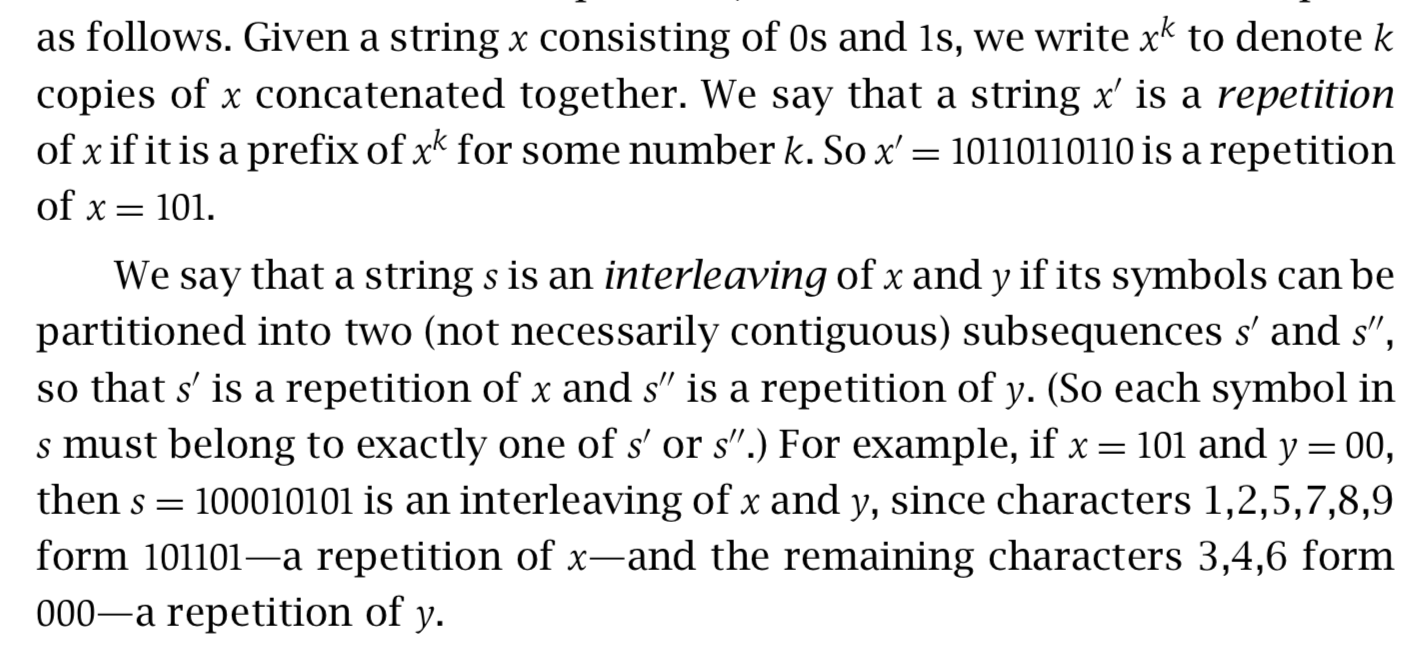 as follows. Given a string x consisting of 0s and 1s, we write xᵏ to denote k
copies of x concatenated together. We say that a string x′ is a repetition
of x if it is a prefix of xᵏ for some number k. So x′ = 10110110110 is a repetition
of x = 101.
We say that a string s is an interleaving of x and y if its symbols can be
partitioned into two (not necessarily contiguous) subsequences s′ and s″,
so that s′ is a repetition of x and s″ is a repetition of y. (So each symbol in
s must belong to exactly one of s′ or s″.) For example, if x = 101 and y = 00,
then s = 100010101 is an interleaving of x and y, since characters 1,2,5,7,8,9
form 101101—a repetition of x—and the remaining characters 3,4,6 form
000—a repetition of y.